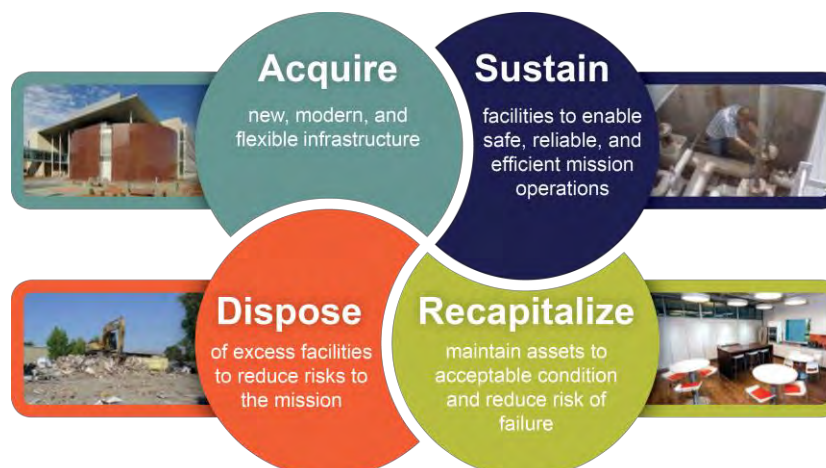 Acquire
new, modern, and
flexible infrastructure
Sustain
facilities to enable
safe, reliable, and
efficient mission
operations
Dispose
of excess facilities
to reduce risks to
the mission
Recapitalize
maintain assets to
acceptable condition
and reduce risk of
failure